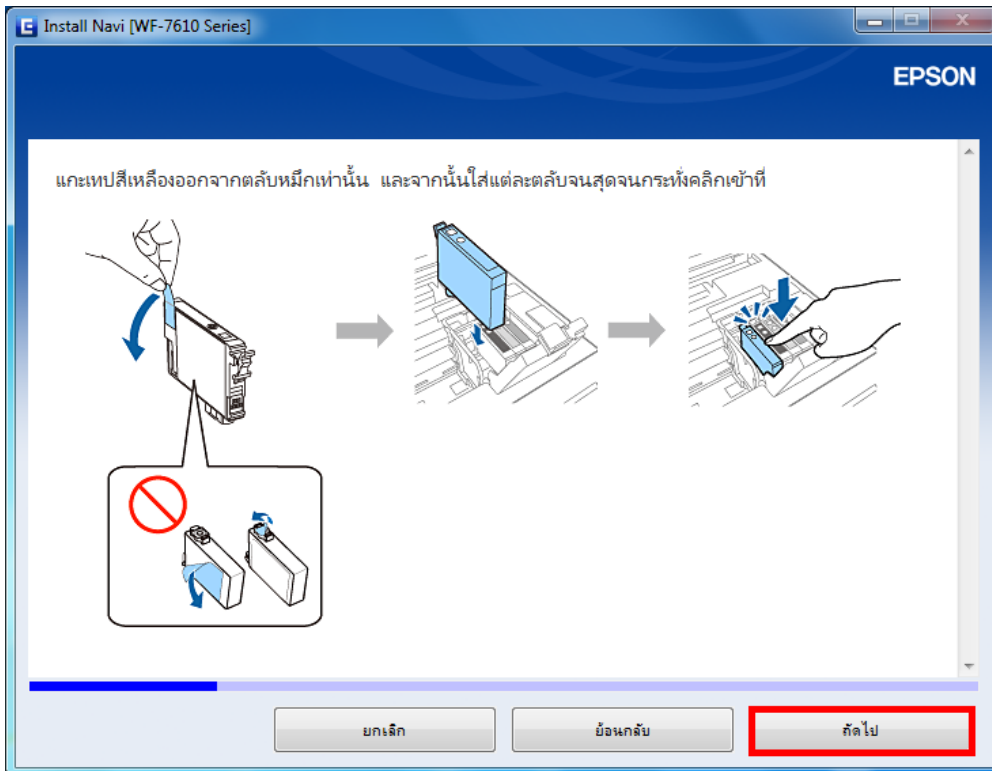 Install Navi [WF-7610 Series]
EPSON
แกะเทปสีเหลืองออกจากตลับหมึกเท่านั้น และจากนั้นใส่แต่ละตลับจนสุดจนกระทั่งคลิกเข้าที่
ยกเลิก
ย้อนกลับ
ถัดไป